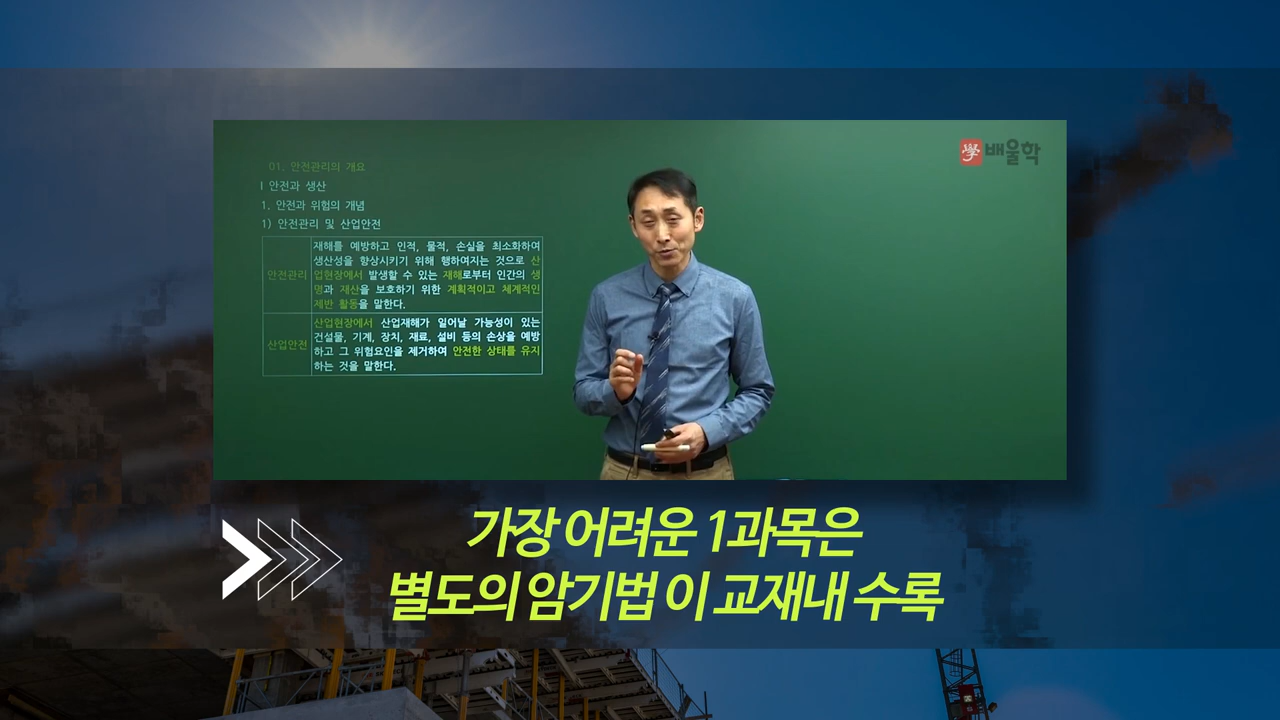 學 배울학
01. 안전관리의 개요
Ⅰ 안전과 생산
1. 안전과 위험의 개념
1) 안전관리 및 산업안전
안전관리
재해를 예방하고 인적, 물적, 손실을 최소화하여
생산성을 향상시키기 위해 행하여지는 것으로 산
업현장에서 발생할 수 있는 재해로부터 인간의 생
명과 재산을 보호하기 위한 계획적이고 체계적인
제반 활동을 말한다.
산업안전
산업현장에서 산업재해가 일어날 가능성이 있는
건설물, 기계, 장치, 재료, 설비 등의 손상을 예방
하고 그 위험요인을 제거하여 안전한 상태를 유지
하는 것을 말한다.
가장 어려운 1과목은
별도의 암기법 이 교재내 수록